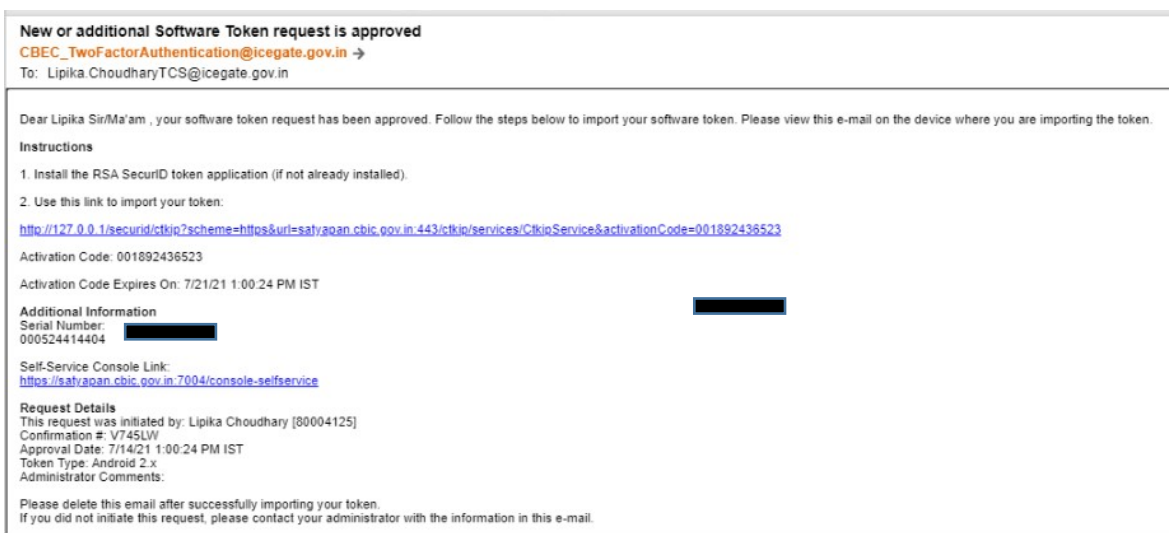 New or additional Software Token request is approved
CBEC_TwoFactorAuthentication@icegate.gov.in →
To: Lipika.ChoudharyTCS@icegate.gov.in
Dear Lipika Sir/Ma'am , your software token request has been approved. Follow the steps below to import your software token. Please view this e-mail on the device where you are importing the token.
Instructions
1. Install the RSA SecurID token application (if not already installed).
2. Use this link to import your token:
http://127.0.0.1/securid/ctkip?scheme=https&url=satyapan.cbic.gov.in:443/ctkip/services/CtkipService&activationCode=001892436523
Activation Code: 001892436523
Activation Code Expires On: 7/21/21 1:00:24 PM IST
Additional Information
Serial Number:
000524414404
Self-Service Console Link:
https://satyapan.cbic.gov.in:7004/console-selfservice
Request Details
This request was initiated by: Lipika Choudhary [80004125]
Confirmation #: V745LW
Approval Date: 7/14/21 1:00:24 PM IST
Token Type: Android 2.x
Administrator Comments:
Please delete this email after successfully importing your token.
If you did not initiate this request, please contact your administrator with the information in this e-mail.